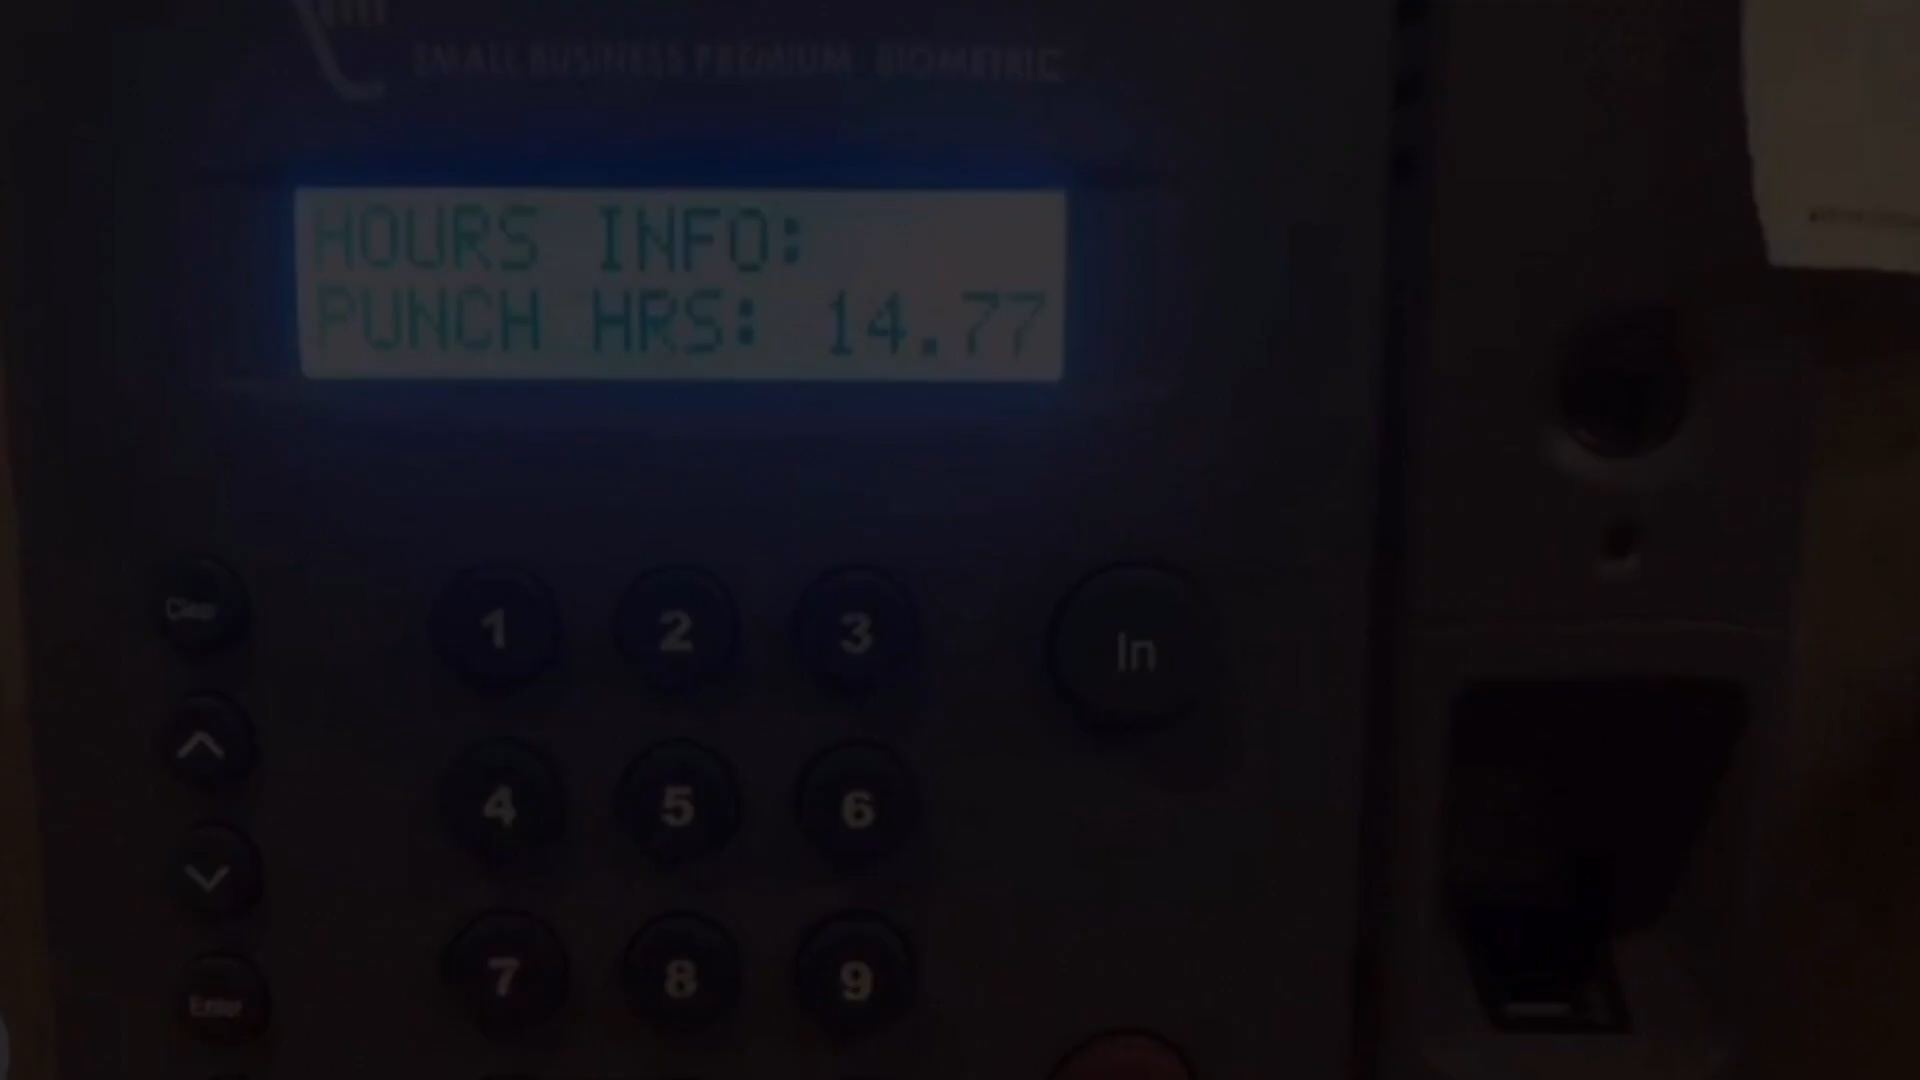 SMALL BUSINESS PREMIUM BIOMETRIC
HOURS INFO:
PUNCH HRS: 14.77
Clear
1 2 3
In
4 5 6
7 8 9
Enter